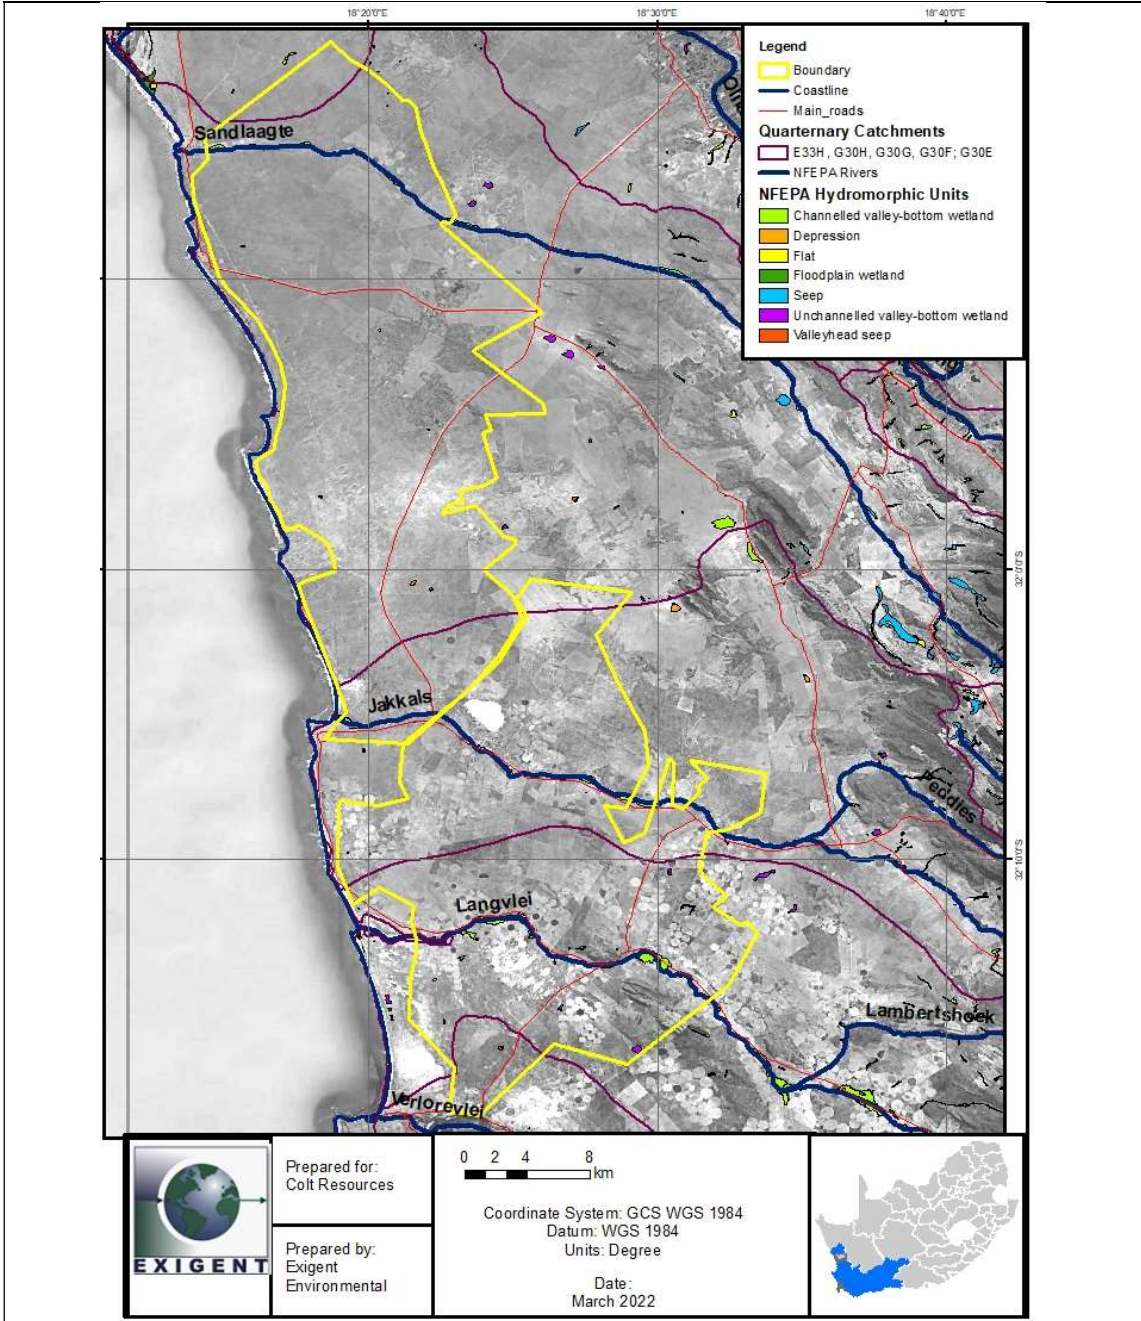 18°20'0"E
18°30'0"E
18°40'0"E
Legend
Boundary
Coastline
Main_roads
Quarternary Catchments
E33H, G30H, G30G, G30F; G30E
NFEPA Rivers
NFEPA Hydromorphic Units
Channelled valley-bottom wetland
Depression
Flat
Floodplain wetland
Seep
Unchannelled valley-bottom wetland
Valleyhead seep
Sandlaagte
32°0'0"S
Jakkals
Peddies
32°10'0"S
Langvlei
Lambertshoek
Verlorevlei
EXIGENT
Prepared for:
Colt Resources
Prepared by:
Exigent
Environmental
0 2 4 8
km
Coordinate System: GCS WGS 1984
Datum: WGS 1984
Units: Degree
Date:
March 2022